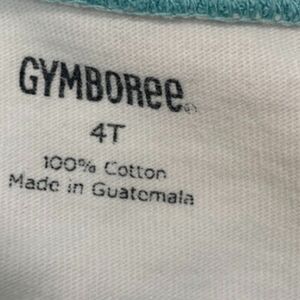 GYMBORee
4T
100% Cotton
Made in Guatemala